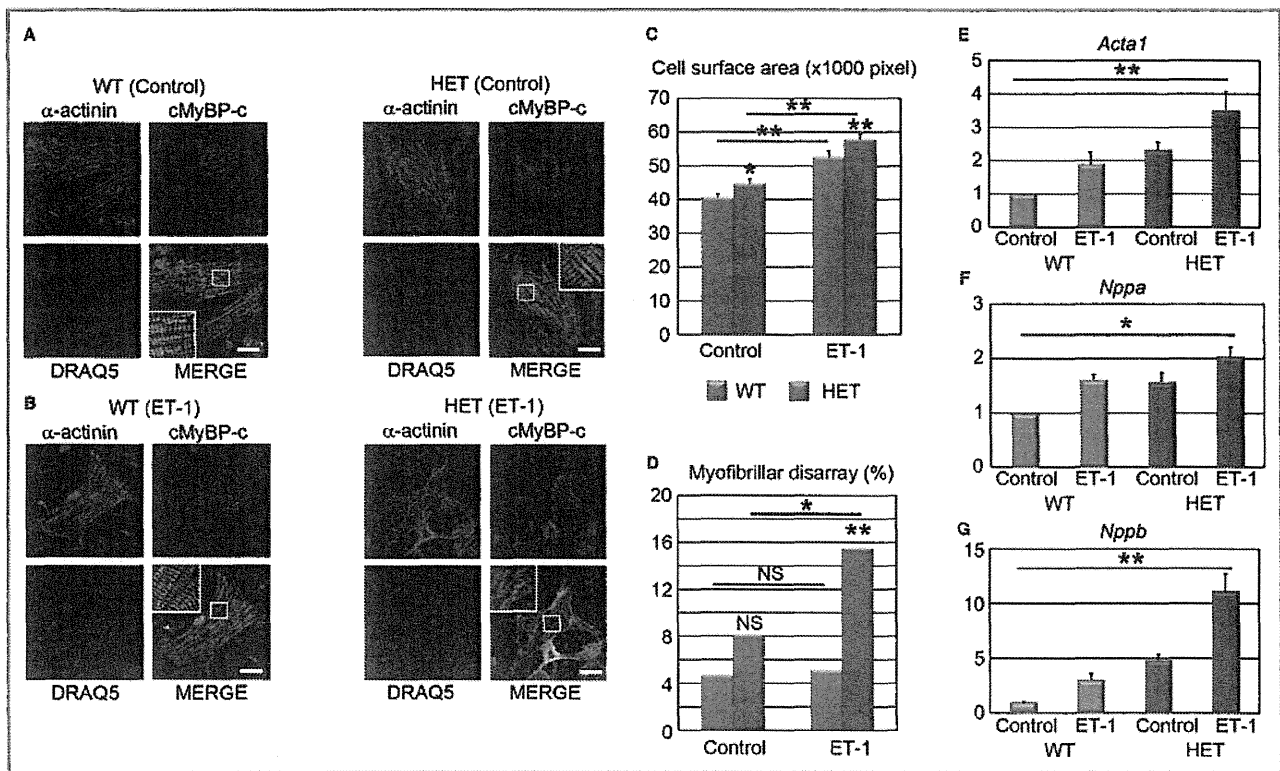 A
WT (Control)
α-actinin cMyBP-c
DRAQ5 MERGE
HET (Control)
α-actinin cMyBP-c
DRAQ5 MERGE
B
WT (ET-1)
α-actinin cMyBP-c
DRAQ5 MERGE
HET (ET-1)
α-actinin cMyBP-c
DRAQ5 MERGE
C
Cell surface area (x1000 pixel)
70
60
50
40
30
20
10
0
**
**
**
*
Control ET-1
WT HET
D
Myofibrillar disarray (%)
20
16
12
8
4
0
*
**
NS
NS
Control ET-1
E
Acta1
5
4
3
2
1
0
**
Control ET-1 Control ET-1
WT HET
F
Nppa
3
2
1
0
*
Control ET-1 Control ET-1
WT HET
G
Nppb
15
10
5
0
**
Control ET-1 Control ET-1
WT HET